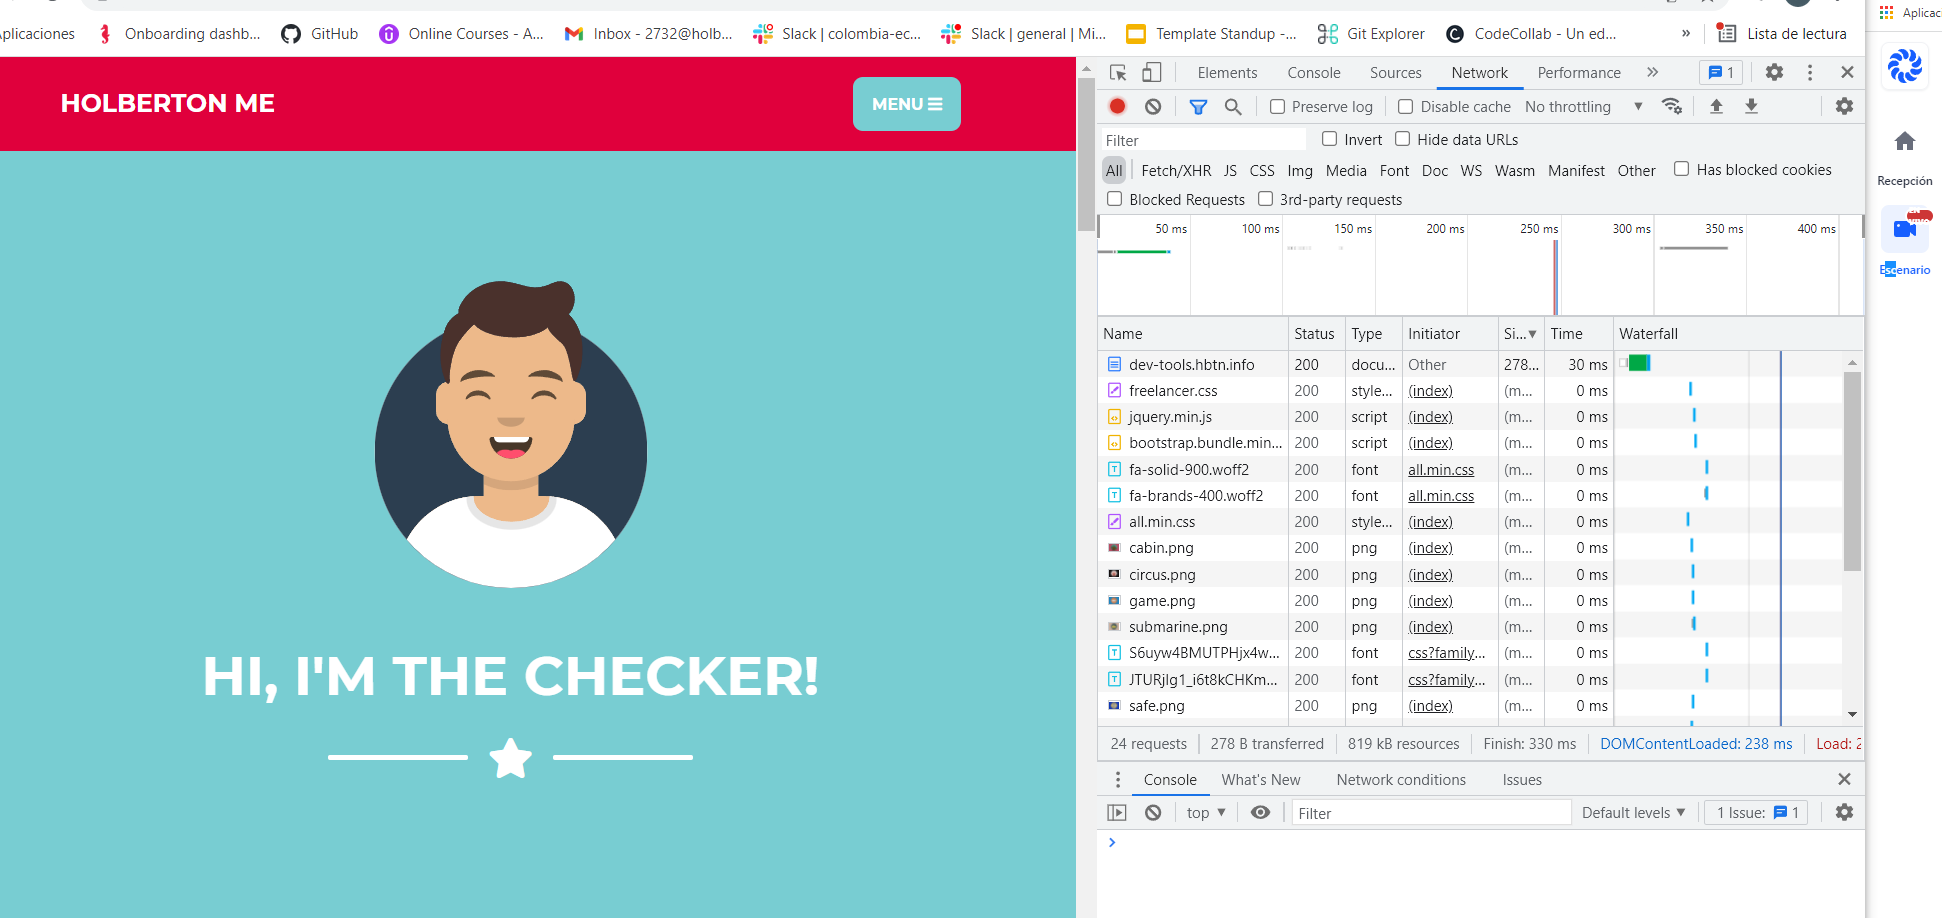 plicaciones Onboarding dashb... GitHub Online Courses - A... Inbox - 2732@holb... Slack | colombia-ec... Slack | general | Mi... Template Standup -... Git Explorer CodeCollab - Un ed... » Lista de lectura
Aplicac
HOLBERTON ME
MENU
HI, I'M THE CHECKER!
Elements Console Sources Network Performance » 1
Preserve log Disable cache No throttling
Filter Invert Hide data URLs
All Fetch/XHR JS CSS Img Media Font Doc WS Wasm Manifest Other Has blocked cookies
Blocked Requests 3rd-party requests
50 ms 100 ms 150 ms 200 ms 250 ms 300 ms 350 ms 400 ms
Name Status Type Initiator Si... Time Waterfall
dev-tools.hbtn.info 200 docu... Other 278... 30 ms
freelancer.css 200 style... (index) (m... 0 ms
jquery.min.js 200 script (index) (m... 0 ms
bootstrap.bundle.min... 200 script (index) (m... 0 ms
fa-solid-900.woff2 200 font all.min.css (m... 0 ms
fa-brands-400.woff2 200 font all.min.css (m... 0 ms
all.min.css 200 style... (index) (m... 0 ms
cabin.png 200 png (index) (m... 0 ms
circus.png 200 png (index) (m... 0 ms
game.png 200 png (index) (m... 0 ms
submarine.png 200 png (index) (m... 0 ms
S6uyw4BMUTPHjx4w... 200 font css?family... (m... 0 ms
JTURjIg1_i6t8kCHKm... 200 font css?family... (m... 0 ms
safe.png 200 png (index) (m... 0 ms
24 requests 278 B transferred 819 kB resources Finish: 330 ms DOMContentLoaded: 238 ms Load: 2
Console What's New Network conditions Issues
top Filter Default levels 1 Issue: 1
Recepción
Escenario